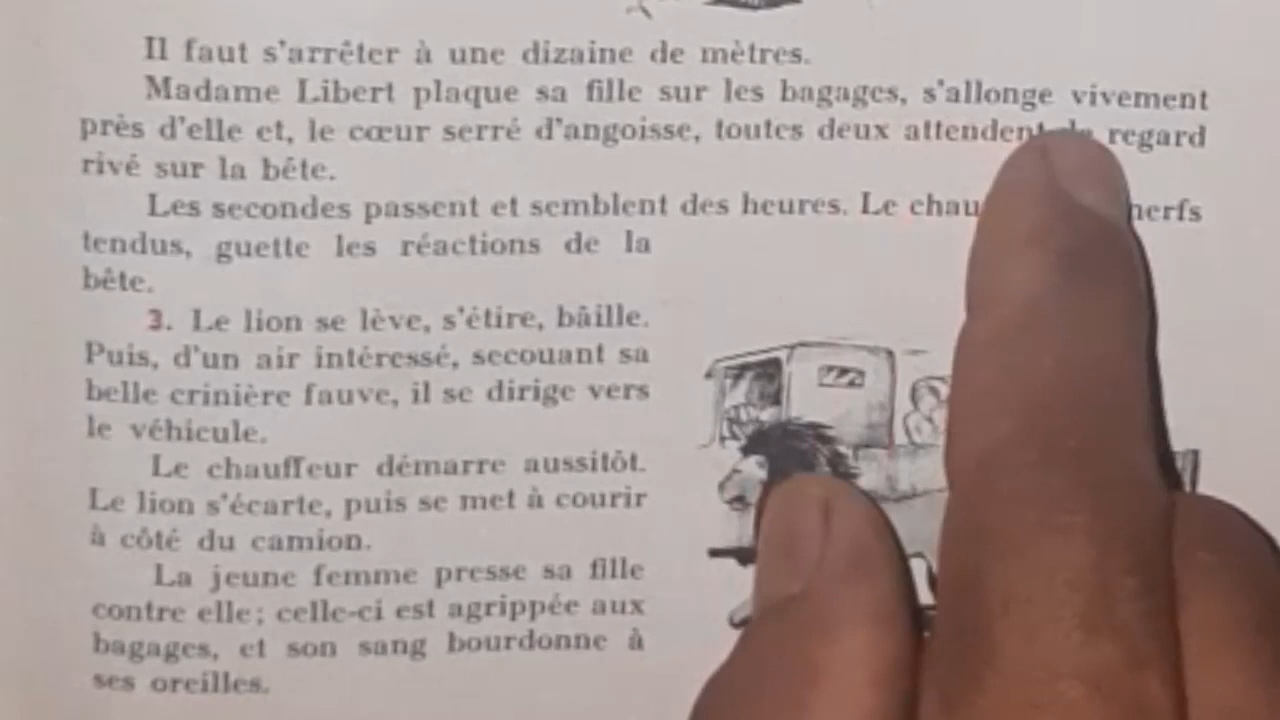 Il faut s'arrêter à une dizaine de mètres.
Madame Libert plaque sa fille sur les bagages, s'allonge vivement
près d'elle et, le cœur serré d'angoisse, toutes deux attendent regard
rivé sur la bête.
Les secondes passent et semblent des heures. Le nerfs
tendus, guette les réactions de la
bête.
3. Le lion se lève, s'étire, bâille.
Puis, d'un air intéressé, secouant sa
belle crinière fauve, il se dirige vers
le véhicule.
Le chauffeur démarre aussitôt.
Le lion s'écarte, puis se met à courir
à côté du camion.
La jeune femme presse sa fille
contre elle; celle-ci est agrippée aux
bagages, et son sang bourdonne à
ses oreilles.